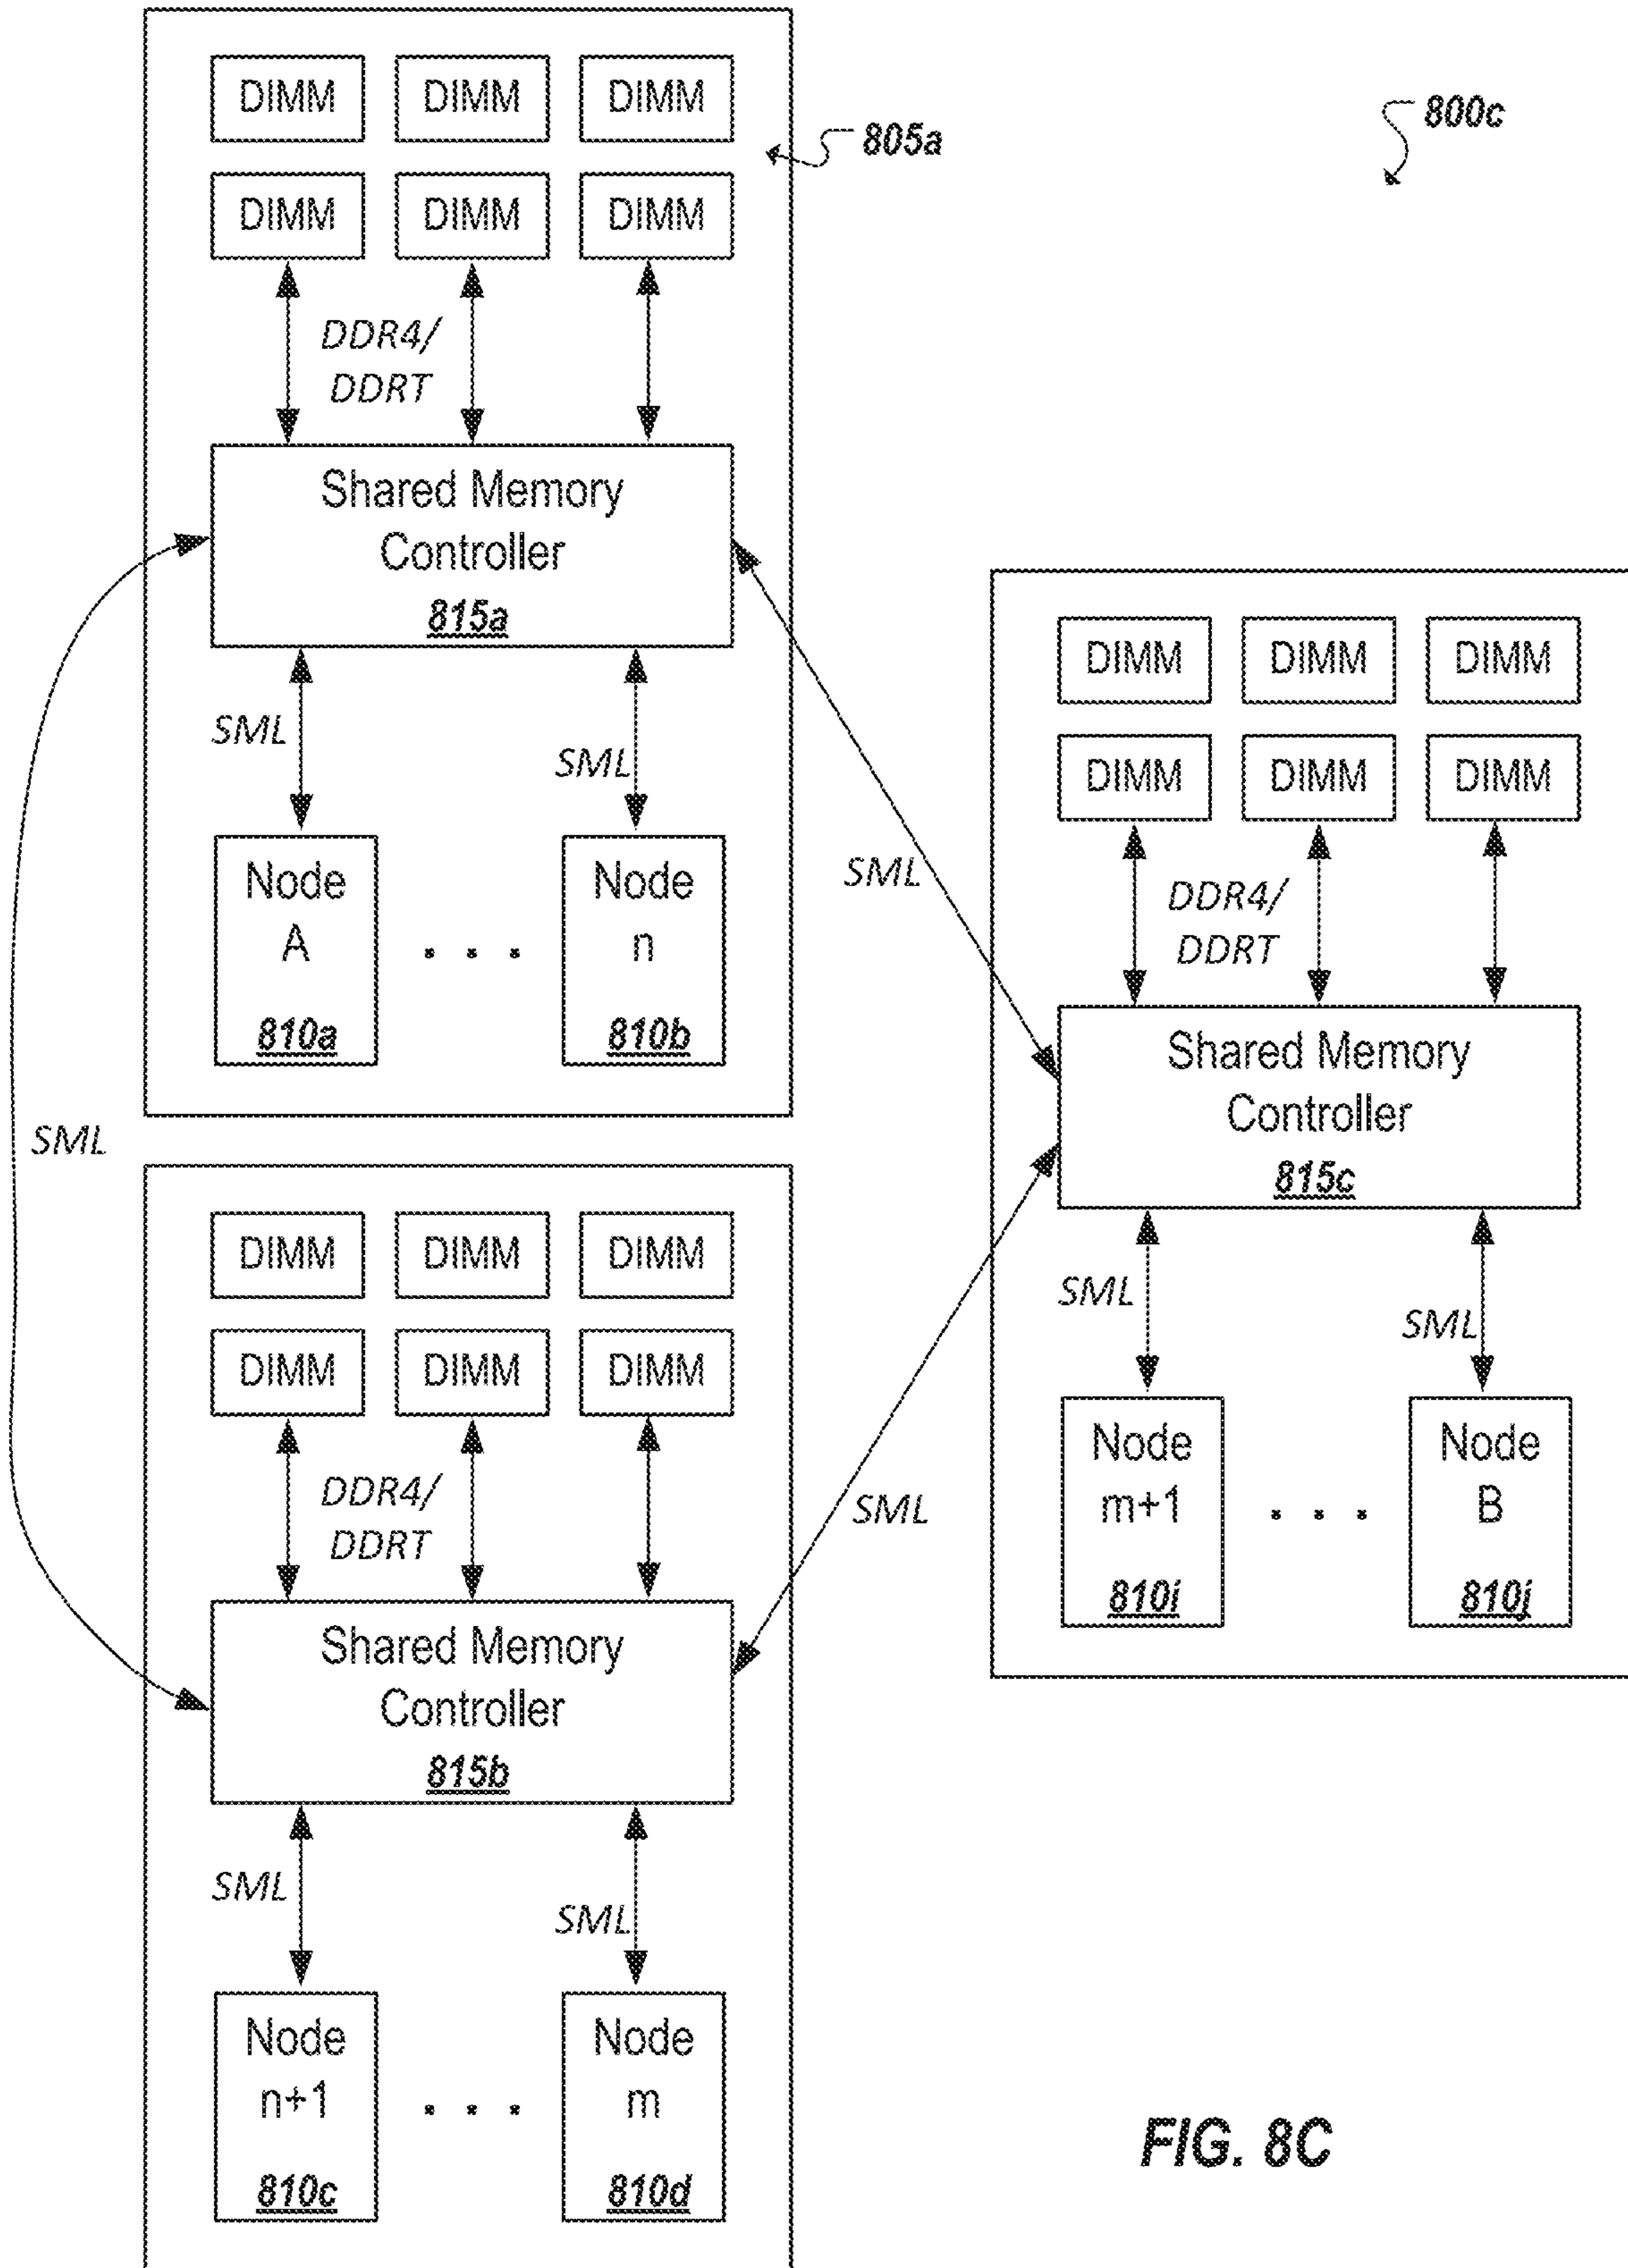 DIMM DIMM DIMM
805a
800c
DIMM DIMM DIMM
DDR4/
DDRT
Shared Memory
Controller
815a
SML
SML
Node
A
810a
. . .
Node
n
810b
SML
SML
DIMM DIMM DIMM
DIMM DIMM DIMM
DDR4/
DDRT
Shared Memory
Controller
815c
SML
SML
Node
m+1
810i
. . .
Node
B
810j
SML
DIMM DIMM DIMM
DIMM DIMM DIMM
DDR4/
DDRT
Shared Memory
Controller
815b
SML
SML
Node
n+1
810c
. . .
Node
m
810d
FIG. 8C